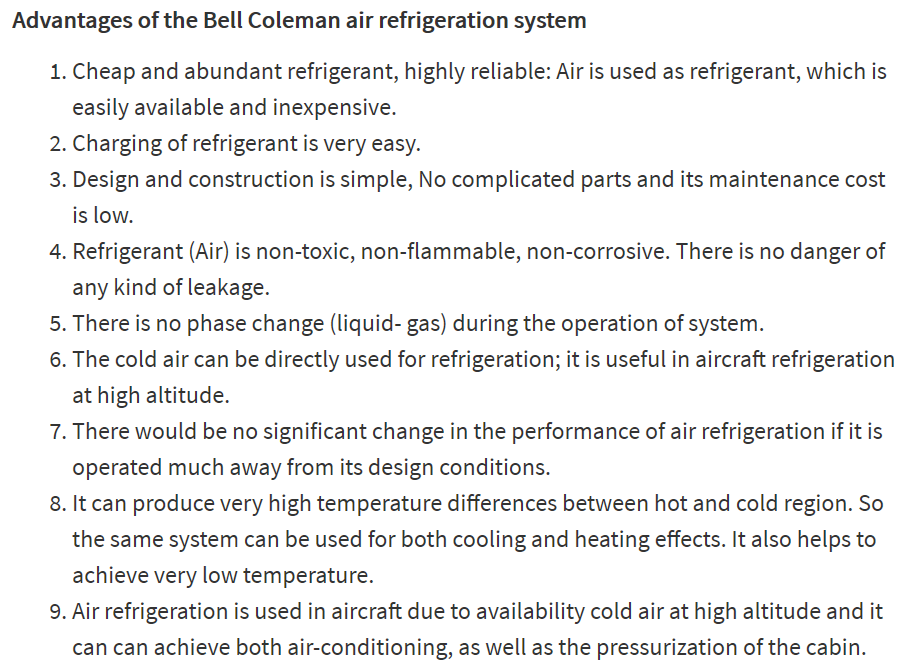 Advantages of the Bell Coleman air refrigeration system
1. Cheap and abundant refrigerant, highly reliable: Air is used as refrigerant, which is
easily available and inexpensive.
2. Charging of refrigerant is very easy.
3. Design and construction is simple, No complicated parts and its maintenance cost
is low.
4. Refrigerant (Air) is non-toxic, non-flammable, non-corrosive. There is no danger of
any kind of leakage.
5. There is no phase change (liquid- gas) during the operation of system.
6. The cold air can be directly used for refrigeration; it is useful in aircraft refrigeration
at high altitude.
7. There would be no significant change in the performance of air refrigeration if it is
operated much away from its design conditions.
8. It can produce very high temperature differences between hot and cold region. So
the same system can be used for both cooling and heating effects. It also helps to
achieve very low temperature.
9. Air refrigeration is used in aircraft due to availability cold air at high altitude and it
can can achieve both air-conditioning, as well as the pressurization of the cabin.